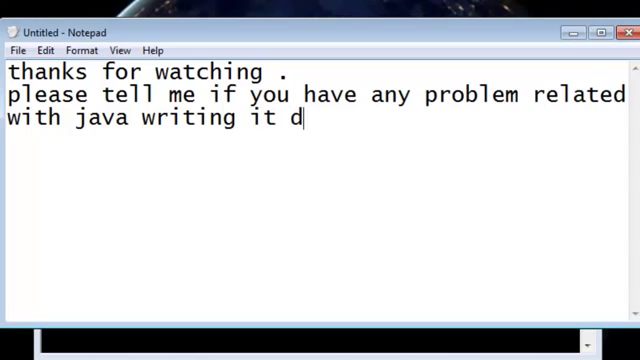 Untitled - Notepad
File Edit Format View Help
thanks for watching .
please tell me if you have any problem related
with java writing it d